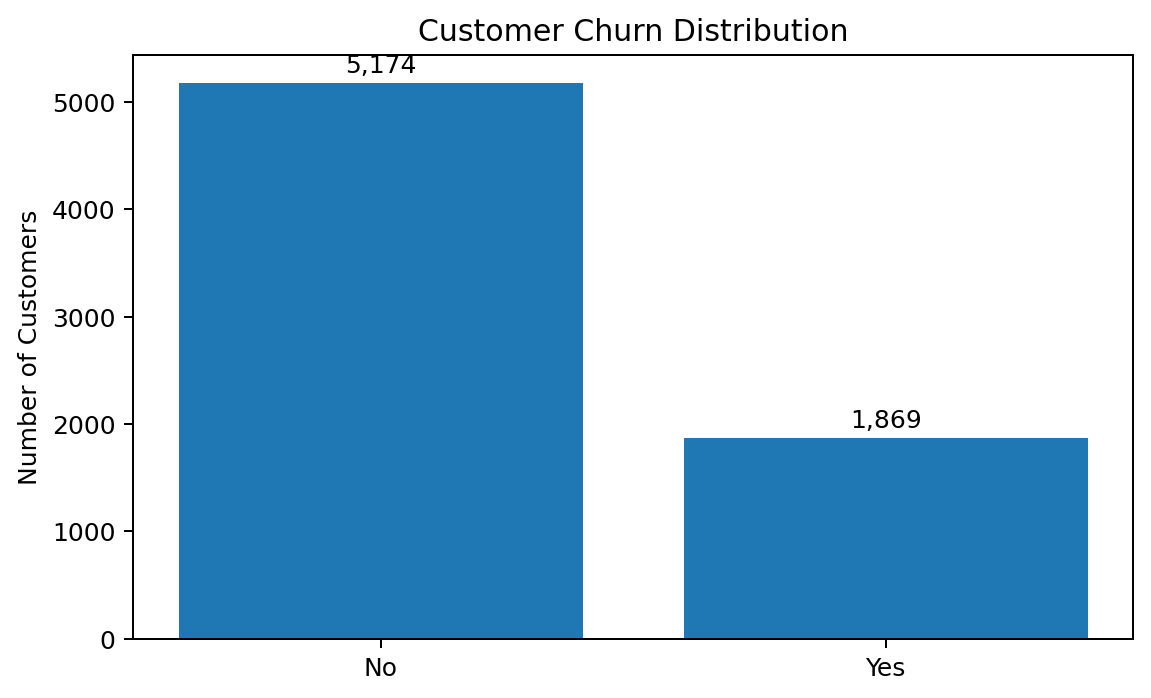 Customer Churn Distribution
Number of Customers
5000
4000
3000
2000
1000
0
5,174
1,869
No
Yes